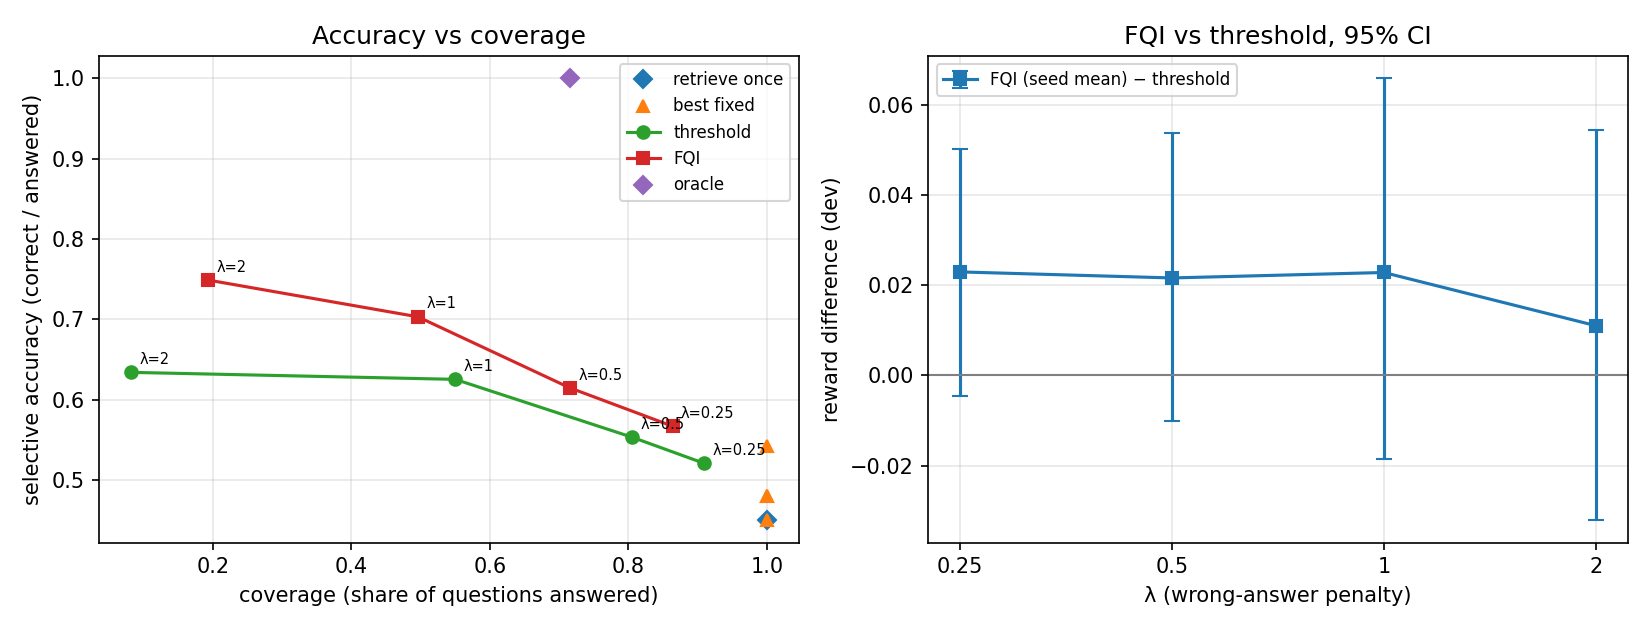 Accuracy vs coverage
selective accuracy (correct / answered)
1.0
0.9
0.8
0.7
0.6
0.5
retrieve once
best fixed
threshold
FQI
oracle
λ=2
λ=1
λ=0.5
λ=0.25
λ=2
λ=1
λ=0.5
λ=0.25
0.2
0.4
0.6
0.8
1.0
coverage (share of questions answered)
FQI vs threshold, 95% CI
FQI (seed mean) − threshold
reward difference (dev)
0.06
0.04
0.02
0.00
−0.02
0.25
0.5
1
2
λ (wrong-answer penalty)